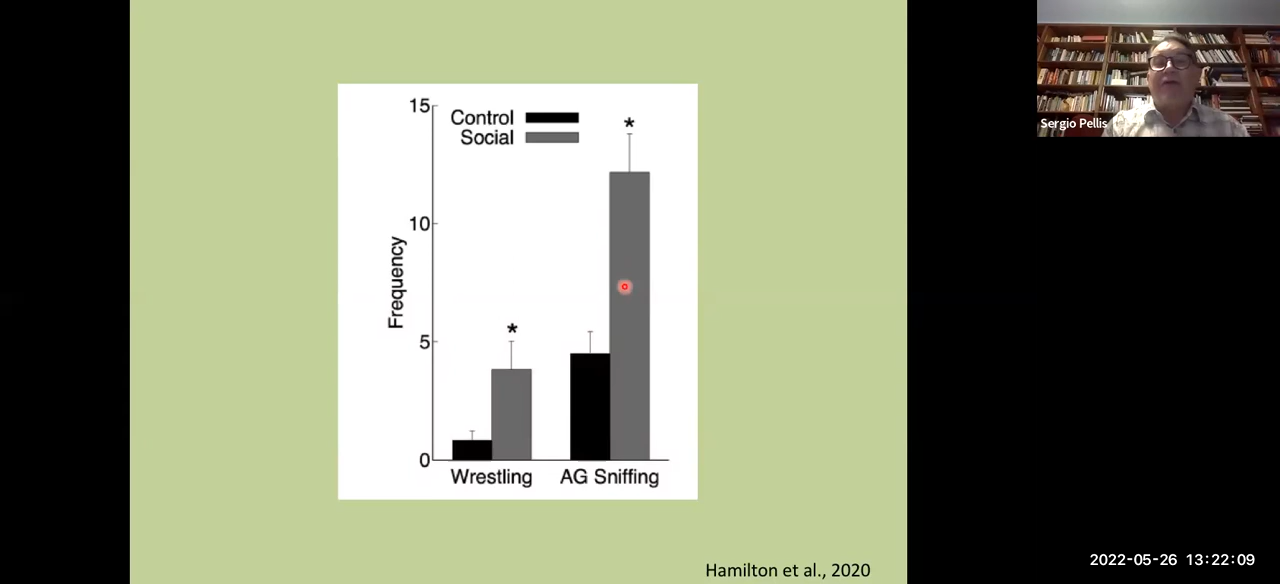 15
Control
Social
*
10
Frequency
*
5
0
Wrestling AG Sniffing
Hamilton et al., 2020
Sergio Pellis
2022-05-26 13:22:09